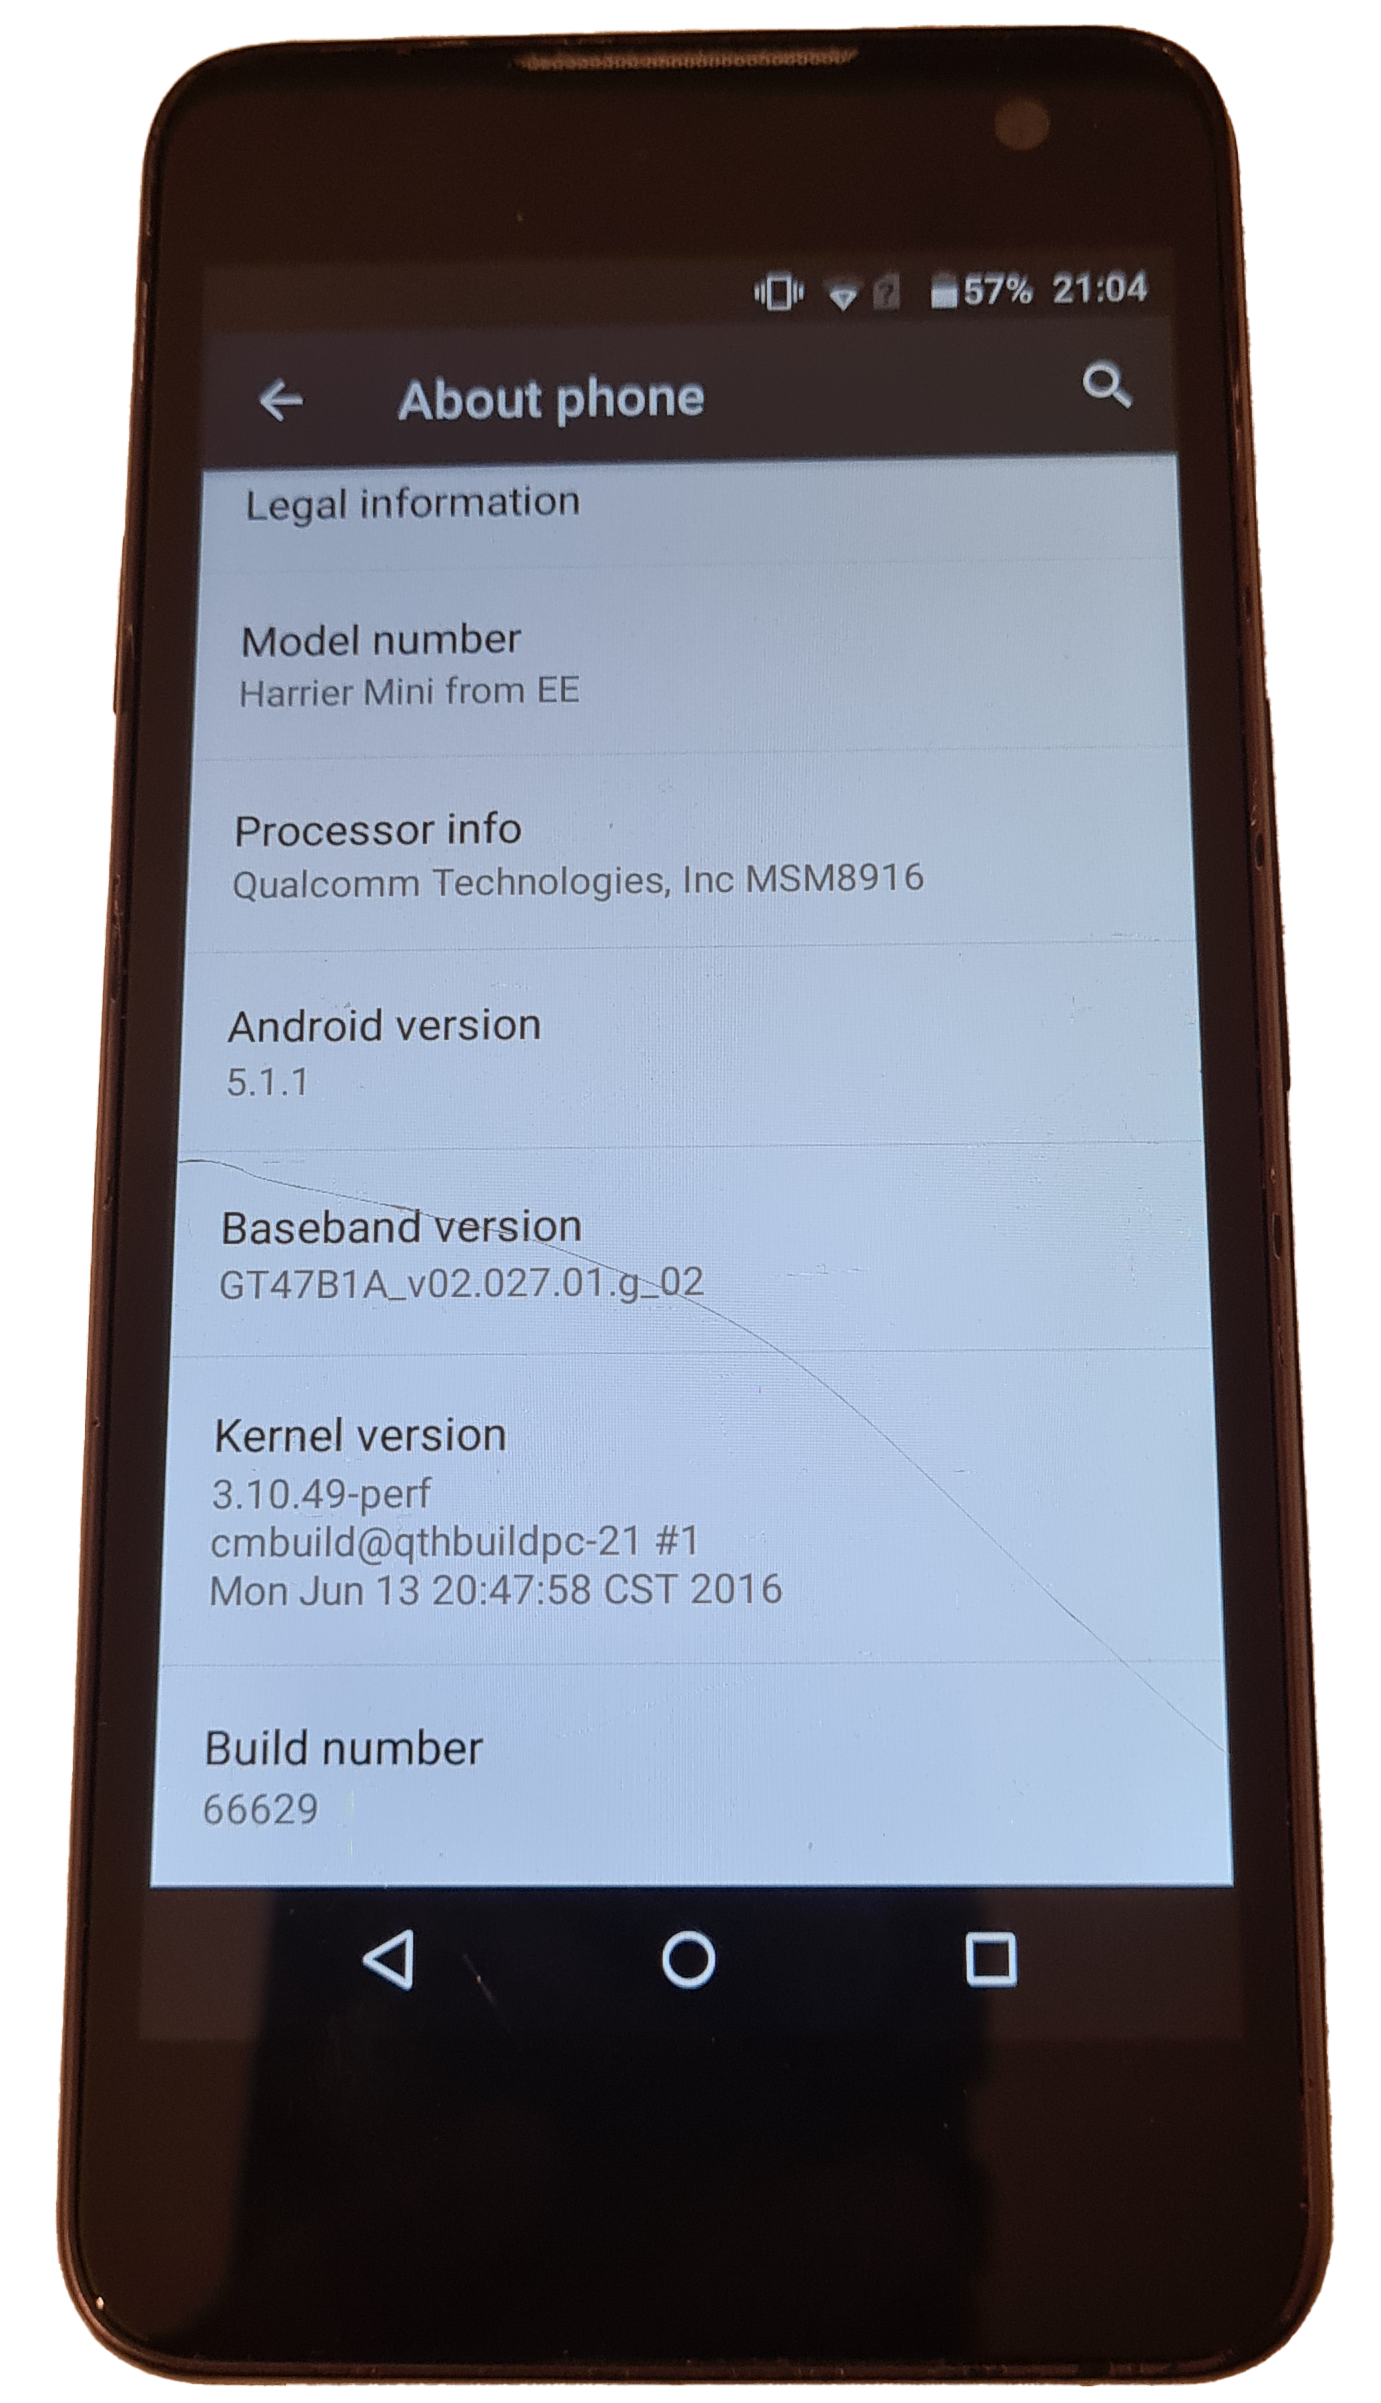 57% 21:04
About phone
Legal information
Model number
Harrier Mini from EE
Processor info
Qualcomm Technologies, Inc MSM8916
Android version
5.1.1
Baseband version
GT47B1A_v02.027.01.g_02
Kernel version
3.10.49-perf
cmbuild@qthbuildpc-21 #1
Mon Jun 13 20:47:58 CST 2016
Build number
66629